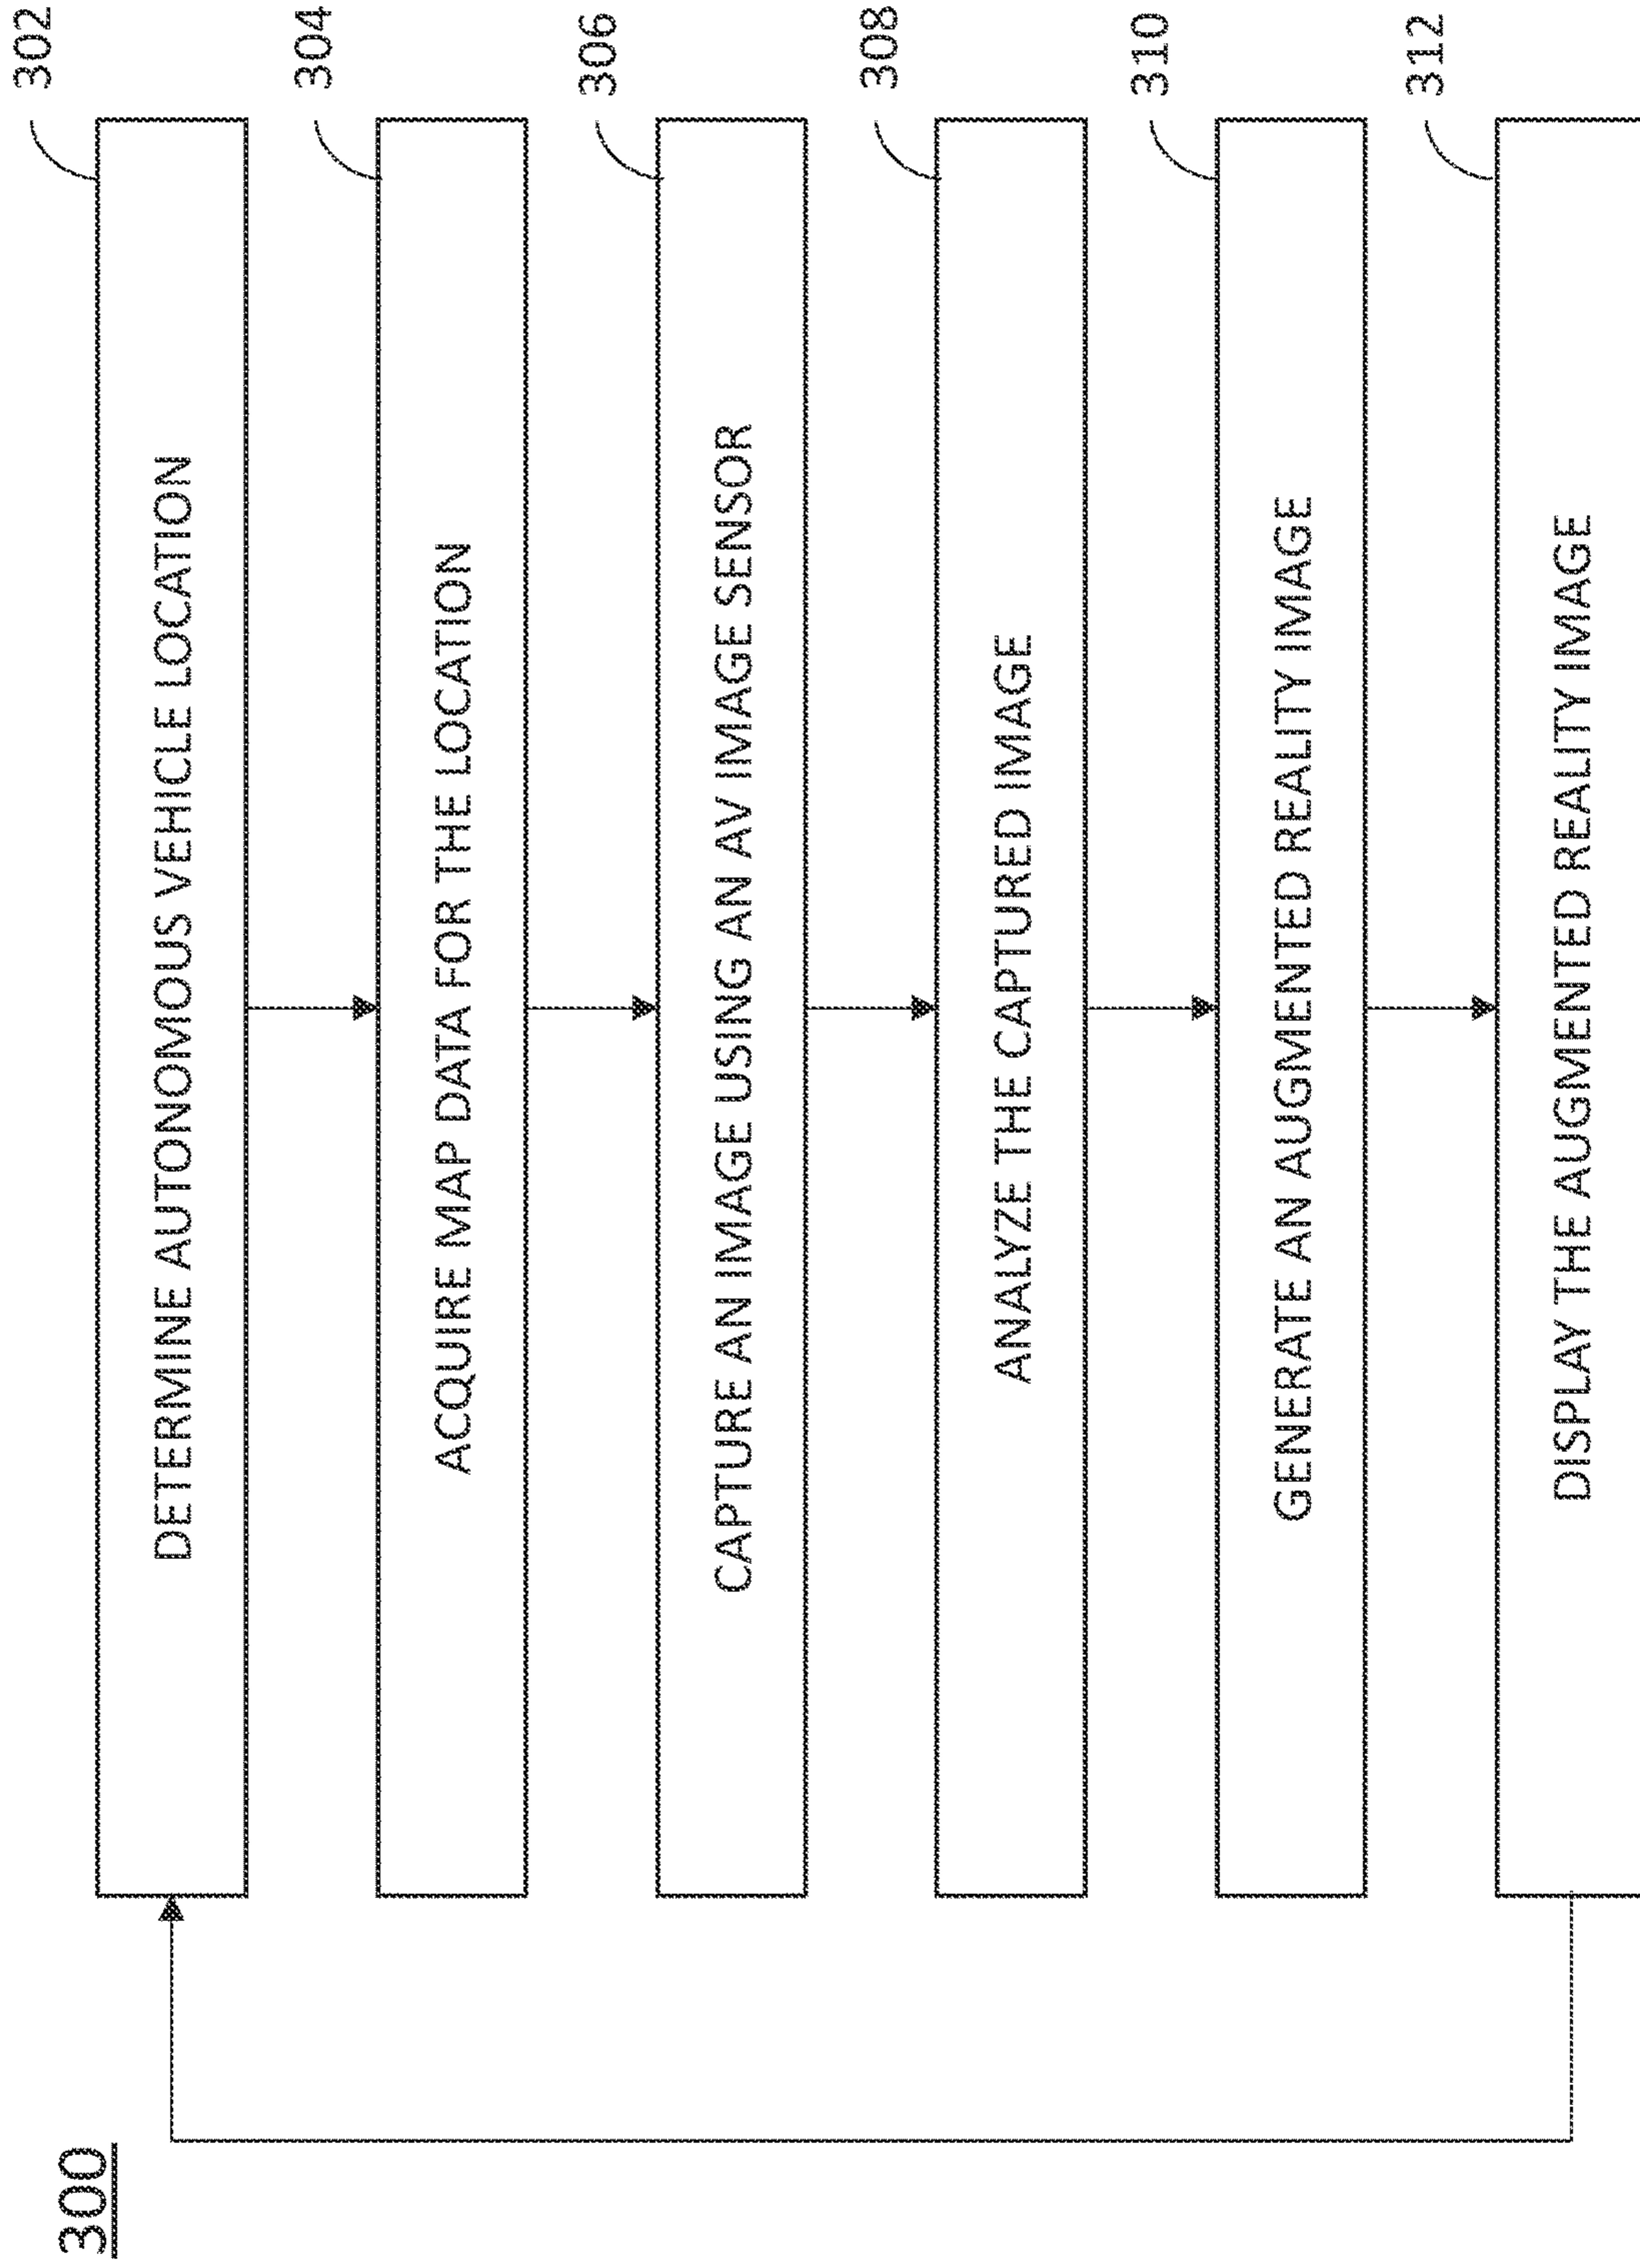 300
302
DETERMINE AUTONOMOUS VEHICLE LOCATION
304
ACQUIRE MAP DATA FOR THE LOCATION
306
CAPTURE AN IMAGE USING AN AV IMAGE SENSOR
308
ANALYZE THE CAPTURED IMAGE
310
GENERATE AN AUGMENTED REALITY IMAGE
312
DISPLAY THE AUGMENTED REALITY IMAGE